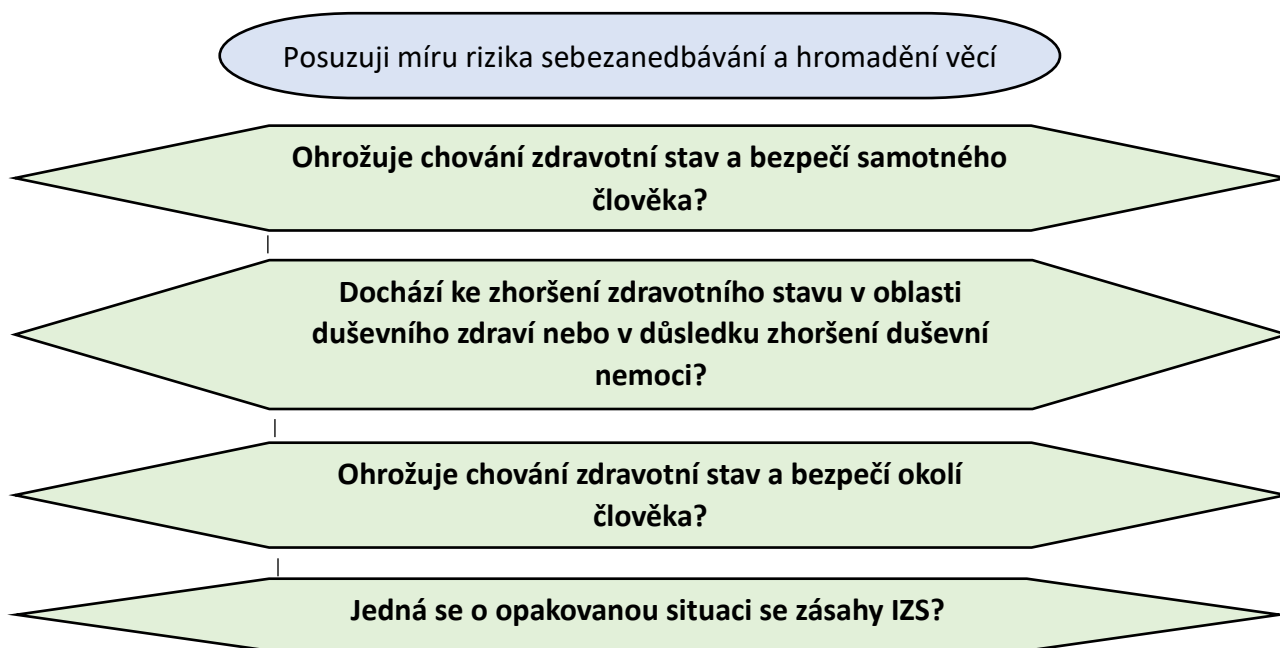 Posuzuji míru rizika sebezanedbávání a hromadění věcí
Ohrožuje chování zdravotní stav a bezpečí samotného
člověka?
Dochází ke zhoršení zdravotního stavu v oblasti
duševního zdraví nebo v důsledku zhoršení duševní
nemoci?
Ohrožuje chování zdravotní stav a bezpečí okolí
člověka?
Jedná se o opakovanou situaci se zásahy IZS?